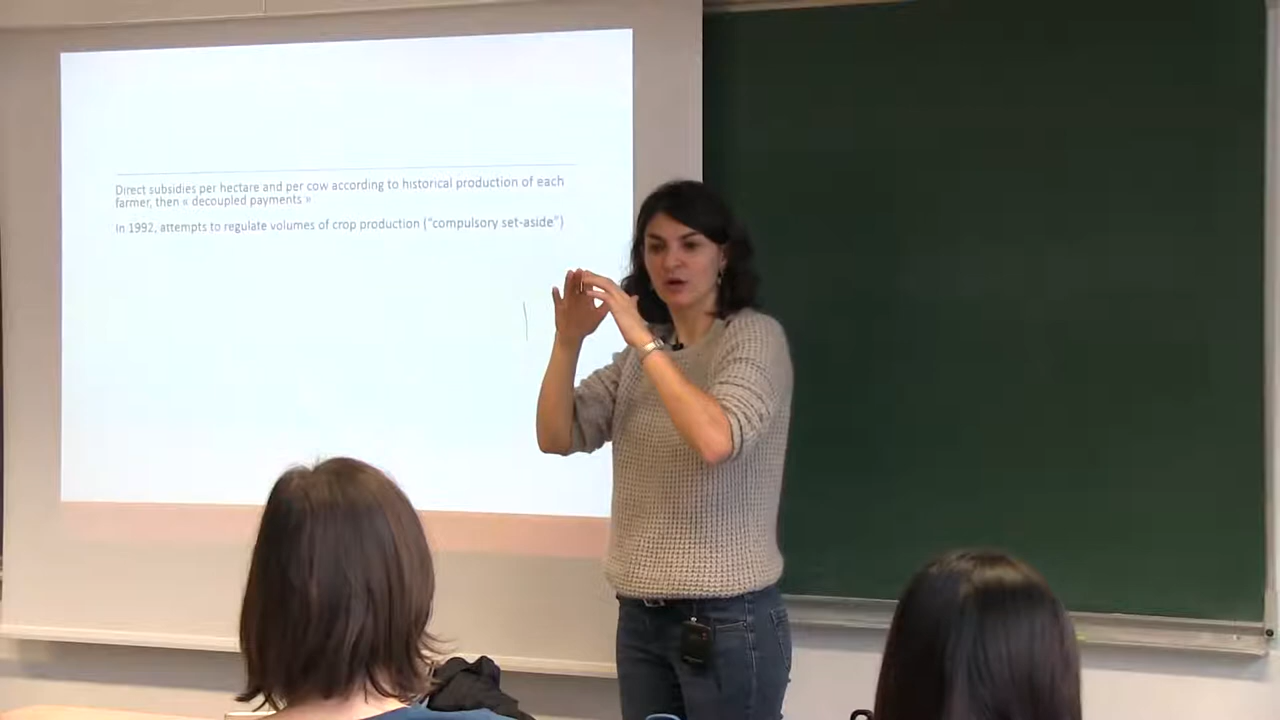 Direct subsidies per hectare and per cow according to historical production of each
farmer, then « decoupled payments »
In 1992, attempts to regulate volumes of crop production ("compulsory set-aside")